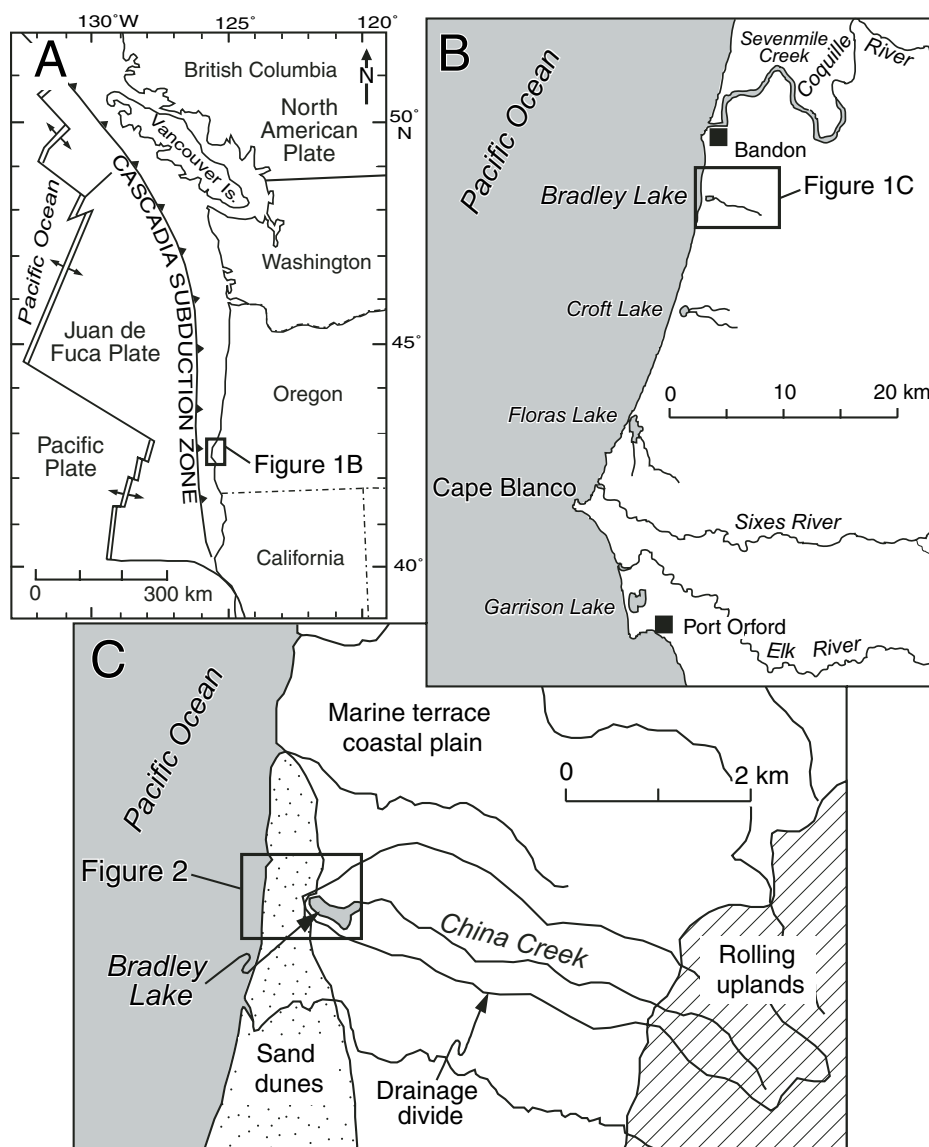 130°W
125°
120°
A
N
British Columbia
North
American
Plate
50°
N
Vancouver Is.
CASCADIA SUBDUCTION ZONE
Pacific Ocean
Washington
Juan de
Fuca Plate
45°
Oregon
Pacific
Plate
Figure 1B
California
40°
0 300 km
B
Pacific Ocean
Sevenmile
Creek
Coquille
River
Bandon
Bradley Lake
Figure 1C
Croft Lake
0 10 20 km
Floras Lake
Cape Blanco
Sixes River
Garrison Lake
Port Orford
Elk River
C
Pacific Ocean
Marine terrace
coastal plain
0 2 km
Figure 2
China Creek
Bradley
Lake
Rolling
uplands
Sand
dunes
Drainage
divide